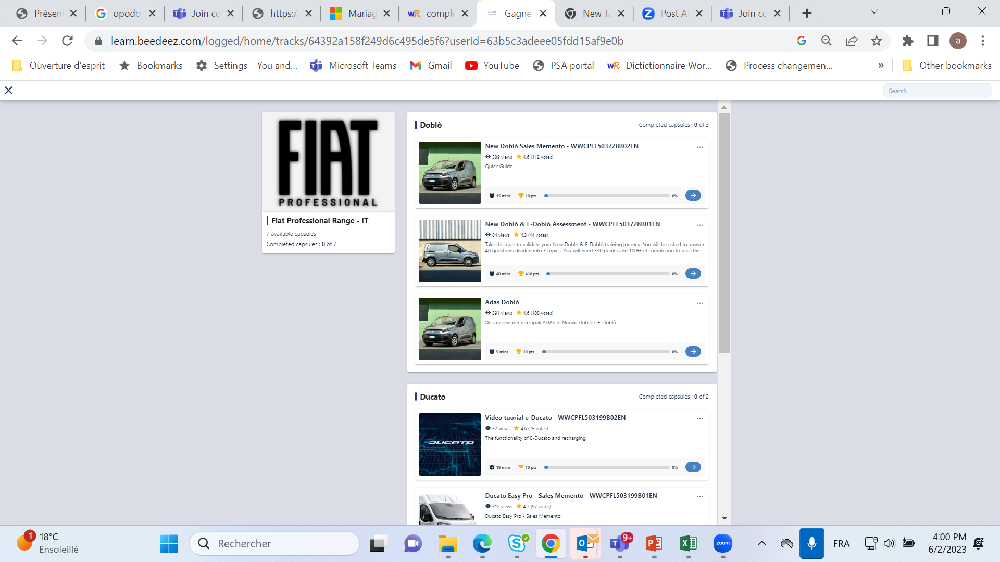 Présen
opodo
Join co
https:/
Mariag
comple
Gagne
New Ta
Post At
Join co
learn.beedeez.com/logged/home/tracks/64392a158f249d6c495de5f6?userId=63b5c3adeee05fdd15af9e0b
a
Ouverture d'esprit
Bookmarks
Settings – You and...
Microsoft Teams
Gmail
YouTube
PSA portal
Dictictionnaire Wor...
Process changemen...
»
Other bookmarks
Search
FIAT
PROFESSIONAL
Fiat Professional Range - IT
7 available capsules
Completed capsules : 0 of 7
Doblò
Completed capsules : 0 of 3
New Doblò Sales Memento - WWCPFL503728B02EN
389 views 4.6 (112 votes)
Quick Guide
15 mins 10 pts 0%
New Doblò & E-Doblò Assessment - WWCPFL503728B01EN
84 views 4.3 (44 votes)
Take this quiz to validate your New Doblò & E-Doblò training journey. You will be asked to answer
40 questions divided into 3 topics. You will need 330 points and 100% of completion to pass the...
40 mins 410 pts 0%
Adas Doblò
391 views 4.6 (108 votes)
Descrizione dei principali ADAS di Nuovo Doblò e E-Doblò
5 mins 10 pts 0%
Ducato
Completed capsules : 0 of 2
Video tuorial e-Ducato - WWCPFL503199B02EN
52 views 4.6 (25 votes)
The functionality of E-Ducato and recharging
DUCATO
19 mins 10 pts 0%
Ducato Easy Pro - Sales Memento - WWCPFL503199B01EN
312 views 4.7 (97 votes)
Ducato Easy Pro - Sales Memento
1
18°C
Ensoleillé
Rechercher
9+
zoom
FRA
4:00 PM
6/2/2023